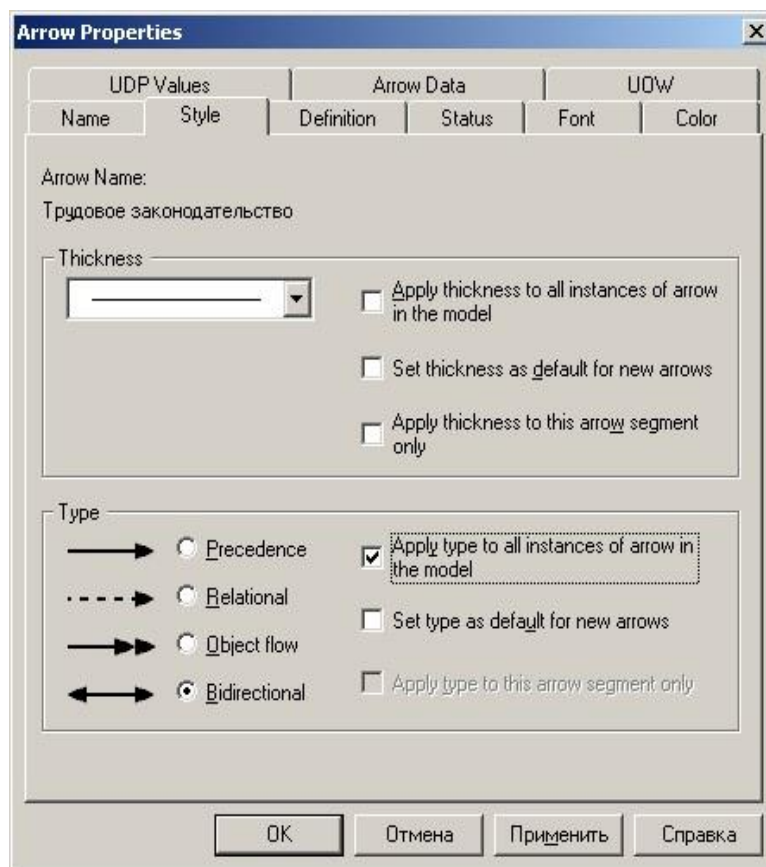 Arrow Properties
UDP Values
Arrow Data
UOW
Name
Style
Definition
Status
Font
Color
Arrow Name:
Трудовое законодательство
Thickness
Apply thickness to all instances of arrow
in the model
Set thickness as default for new arrows
Apply thickness to this arrow segment
only
Type
Precedence
Relational
Object flow
Bidirectional
Apply type to all instances of arrow in
the model
Set type as default for new arrows
Apply type to this arrow segment only
OK
Отмена
Применить
Справка